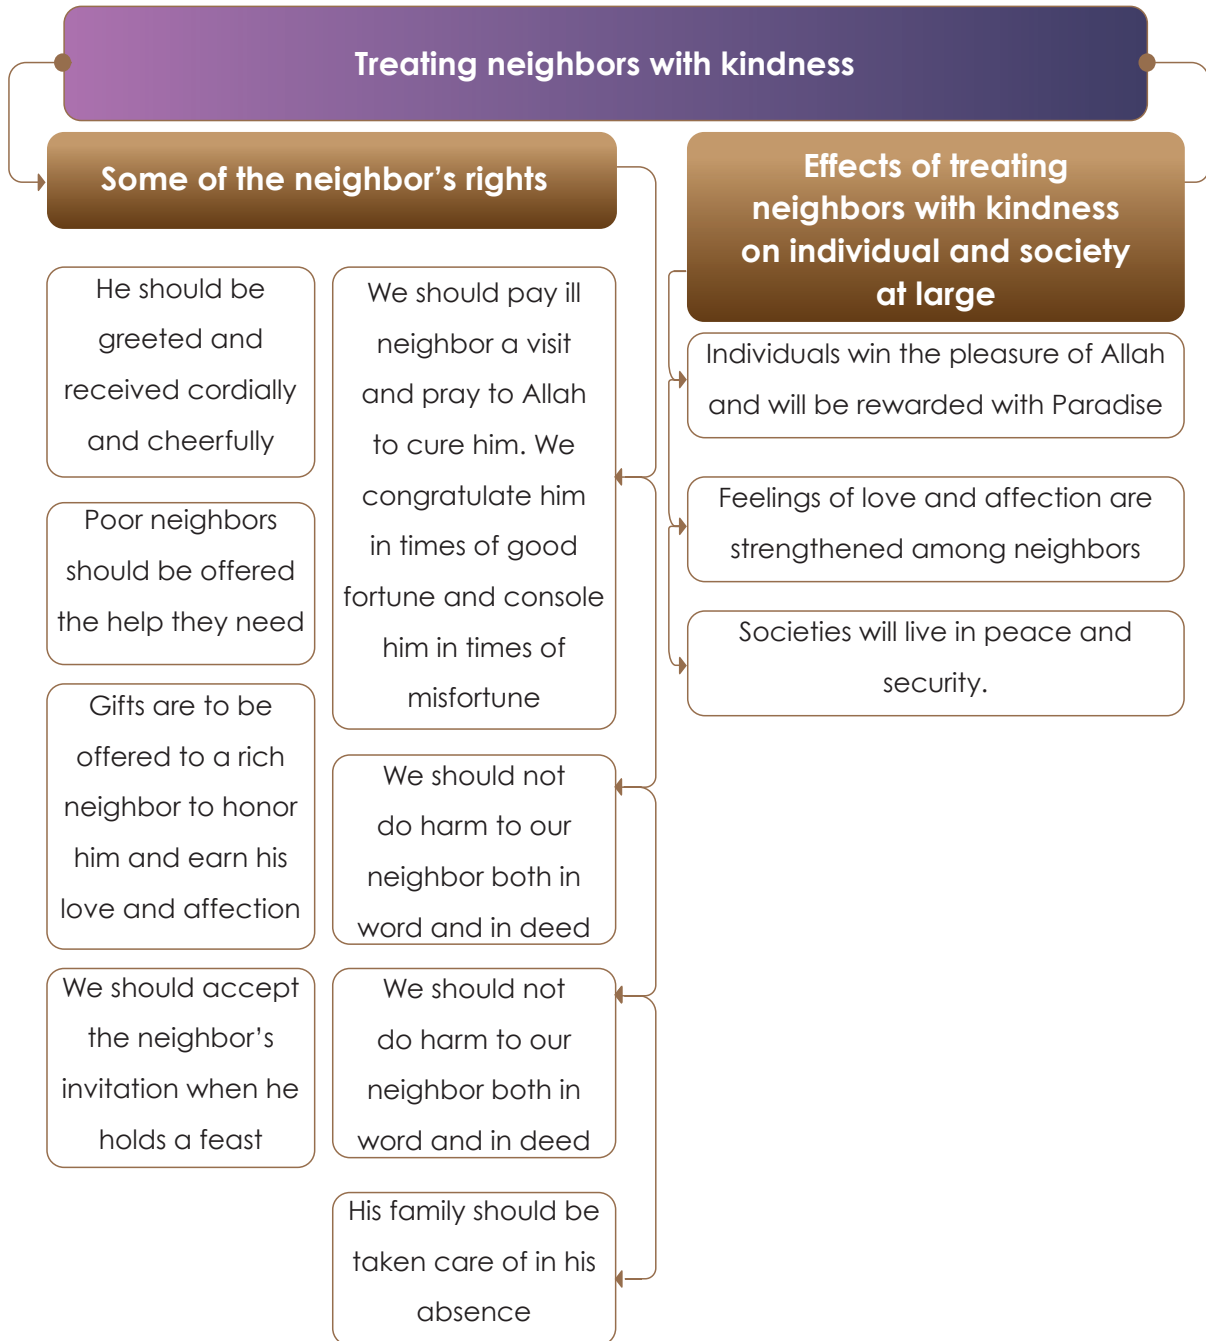 Treating neighbors with kindness
Some of the neighbor’s rights
He should be
greeted and
received cordially
and cheerfully
Poor neighbors
should be offered
the help they need
Gifts are to be
offered to a rich
neighbor to honor
him and earn his
love and affection
We should accept
the neighbor’s
invitation when he
holds a feast
We should pay ill
neighbor a visit
and pray to Allah
to cure him. We
congratulate him
in times of good
fortune and console
him in times of
misfortune
We should not
do harm to our
neighbor both in
word and in deed
We should not
do harm to our
neighbor both in
word and in deed
His family should be
taken care of in his
absence
Effects of treating
neighbors with kindness
on individual and society
at large
Individuals win the pleasure of Allah
and will be rewarded with Paradise
Feelings of love and affection are
strengthened among neighbors
Societies will live in peace and
security.